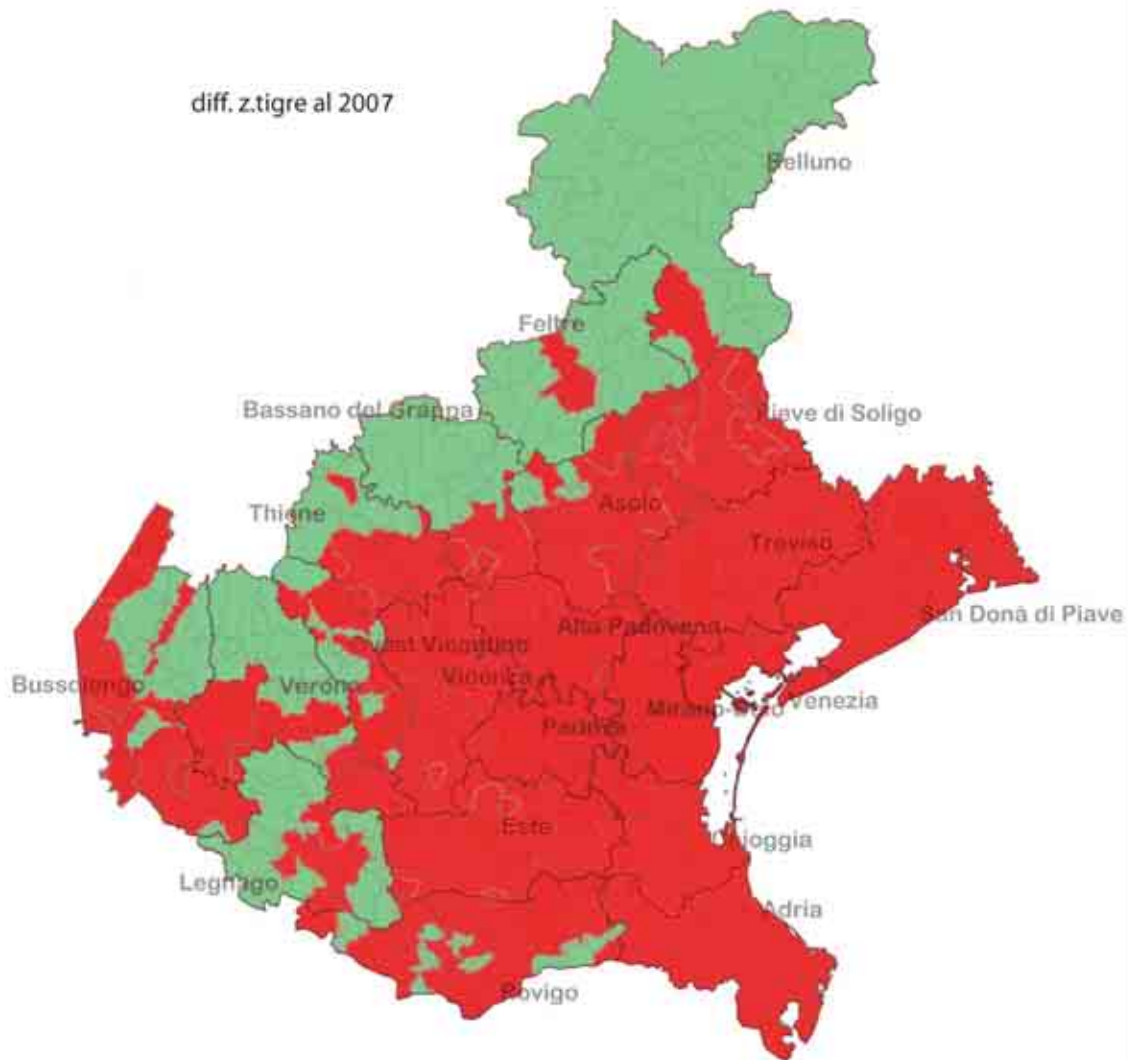 diff. z.tigre al 2007
Belluno
Feltre
Bassano del Grappa
Pieve di Soligo
Thiene
Asolo
Treviso
San Donà di Piave
Alta Padovana
Vicenza
Bussolengo
Verona
Venezia
Padova
Este
Chioggia
Legnago
Adria
Rovigo